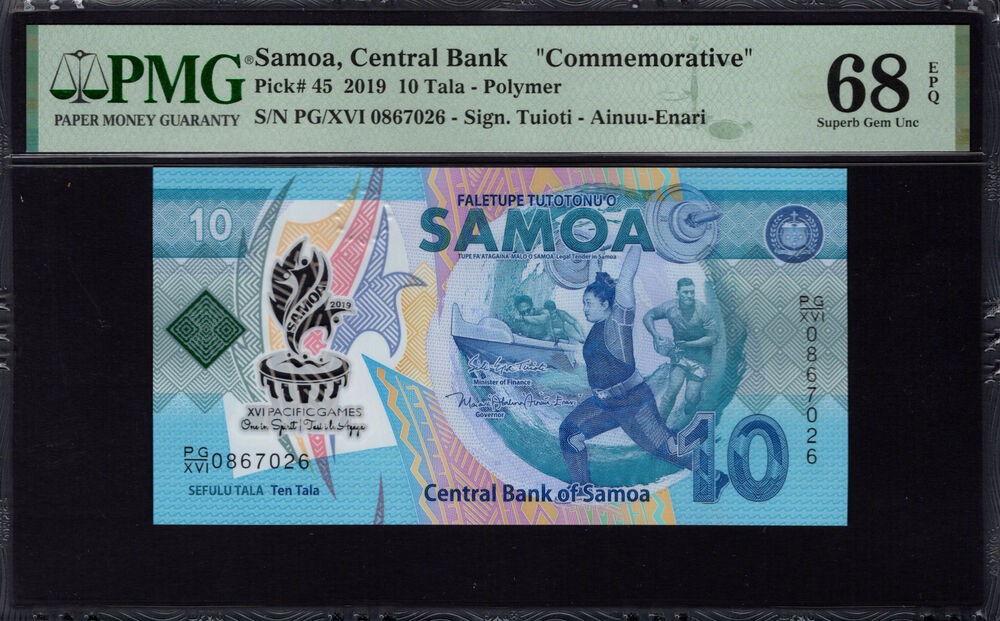 PMG®
PAPER MONEY GUARANTY
Samoa, Central Bank "Commemorative"
Pick# 45 2019 10 Tala - Polymer
S/N PG/XVI 0867026 - Sign. Tuioti - Ainuu-Enari
68
EPQ
Superb Gem Unc
10
FALETUPE TUTOTONU O
SAMOA
TUPE FA'ATAGAINA·MALO O SAMOA·Legal Tender in Samoa
SAMOA
2019
XVI PACIFIC GAMES
One in Spirit |
PG/XVI 0867026
SEFULU TALA Ten Tala
Minister of Finance
Governor
Central Bank of Samoa
10
PG/XVI 0867026